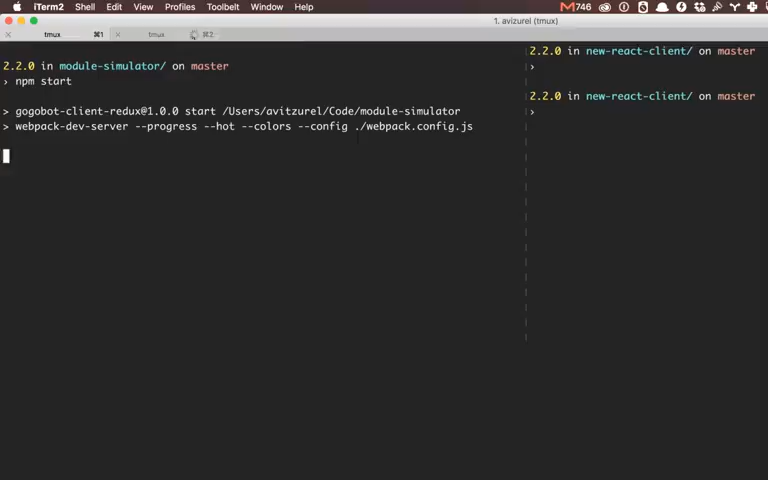 iTerm2 Shell Edit View Profiles Toolbelt Window Help 746
1. avizurel (tmux)
tmux ⌘1 tmux ⌘2
2.2.0 in module-simulator/ on master
› npm start
> gogobot-client-redux@1.0.0 start /Users/avitzurel/Code/module-simulator
> webpack-dev-server --progress --hot --colors --config ./webpack.config.js
2.2.0 in new-react-client/ on master
›
2.2.0 in new-react-client/ on master
›